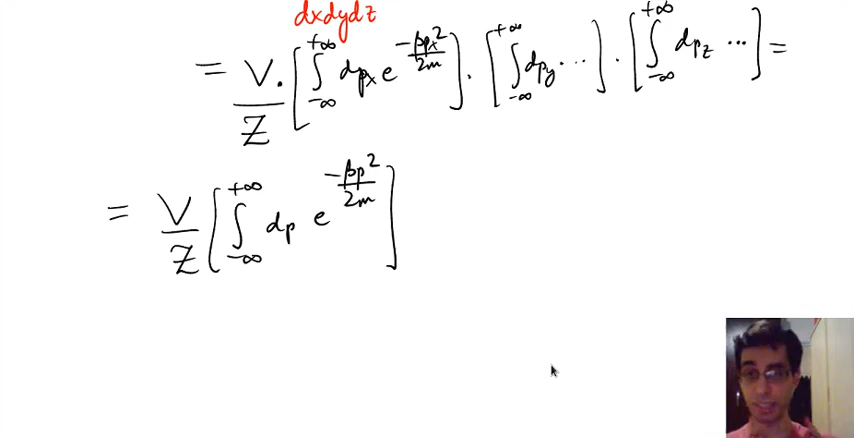 dxdydz
= V/Z · [∫_{-∞}^{+∞} dp_x e^{-βp_x²/2m}] · [∫_{-∞}^{+∞} dp_y ...] · [∫_{-∞}^{+∞} dp_z ...] =
= V/Z [∫_{-∞}^{+∞} dp e^{-βp²/2m}]